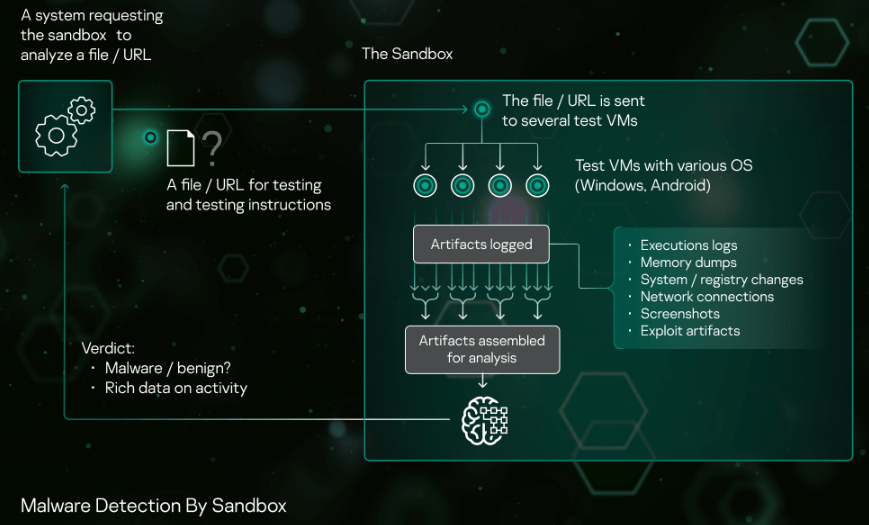 A system requesting
the sandbox to
analyze a file / URL
The Sandbox
The file / URL is sent
to several test VMs
?
A file / URL for testing
and testing instructions
Test VMs with various OS
(Windows, Android)
Artifacts logged
· Executions logs
· Memory dumps
· System / registry changes
· Network connections
· Screenshots
· Exploit artifacts
Artifacts assembled
for analysis
Verdict:
· Malware / benign?
· Rich data on activity
Malware Detection By Sandbox